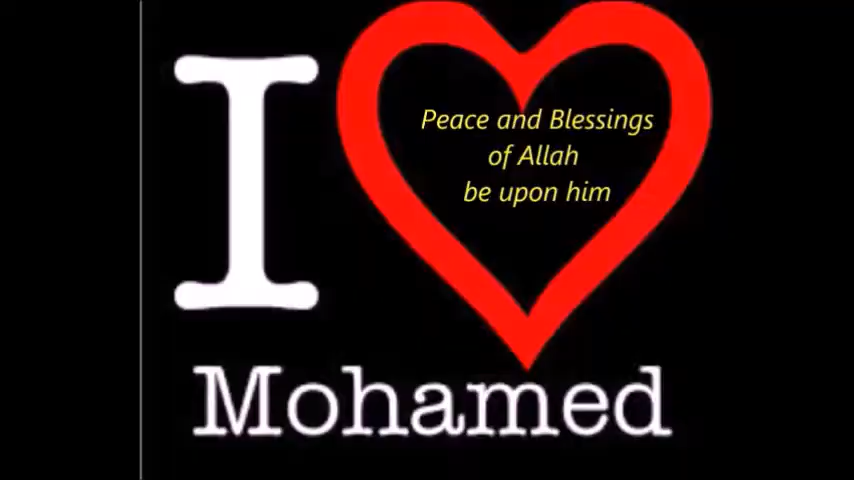 I
Peace and Blessings
of Allah
be upon him
Mohamed